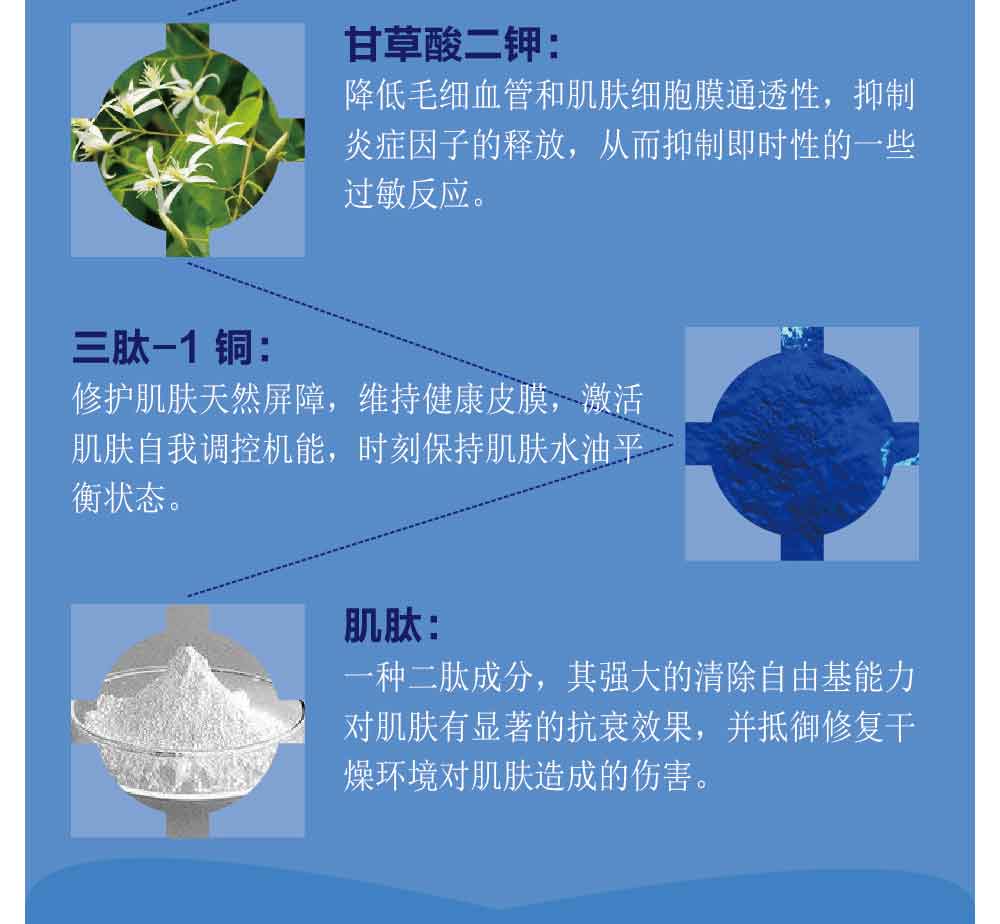 甘草酸二钾：
降低毛细血管和肌肤细胞膜通透性，抑制
炎症因子的释放，从而抑制即时性的一些
过敏反应。
三肽-1 铜：
修护肌肤天然屏障，维持健康皮膜，激活
肌肤自我调控机能，时刻保持肌肤水油平
衡状态。
肌肽：
一种二肽成分，其强大的清除自由基能力
对肌肤有显著的抗衰效果，并抵御修复干
燥环境对肌肤造成的伤害。